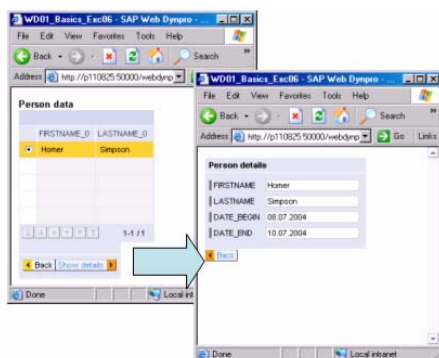 WD01_Basics_Exc06 - SAP Web Dynpro - ...
File Edit View Favorites Tools Help
Back Search
Address http://p110825:50000/webdynp
Person data
FIRSTNAME_0 LASTNAME_0
Homer Simpson
1-1 /1
Back Show details
Done Local int
WD01_Basics_Exc06 - SAP Web Dynpro - ...
File Edit View Favorites Tools Help
Back Search
Address http://p110825:50000/webdynp Go Links
Person details
FIRSTNAME Homer
LASTNAME Simpson
DATE_BEGIN 08.07.2004
DATE_END 10.07.2004
Back
Done Local intranet